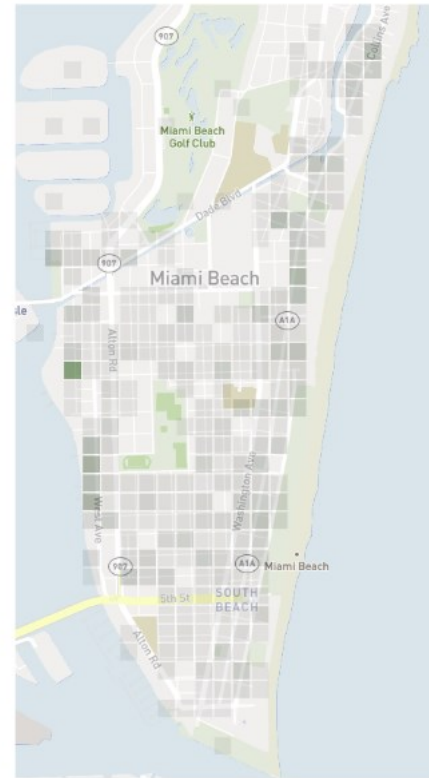 Collins Ave
907
Miami Beach
Golf Club
Dade Blvd
907
Miami Beach
sle
A1A
Alton Rd
Washington Ave
West Ave
907
A1A
Miami Beach
5th St
SOUTH
BEACH
Alton Rd